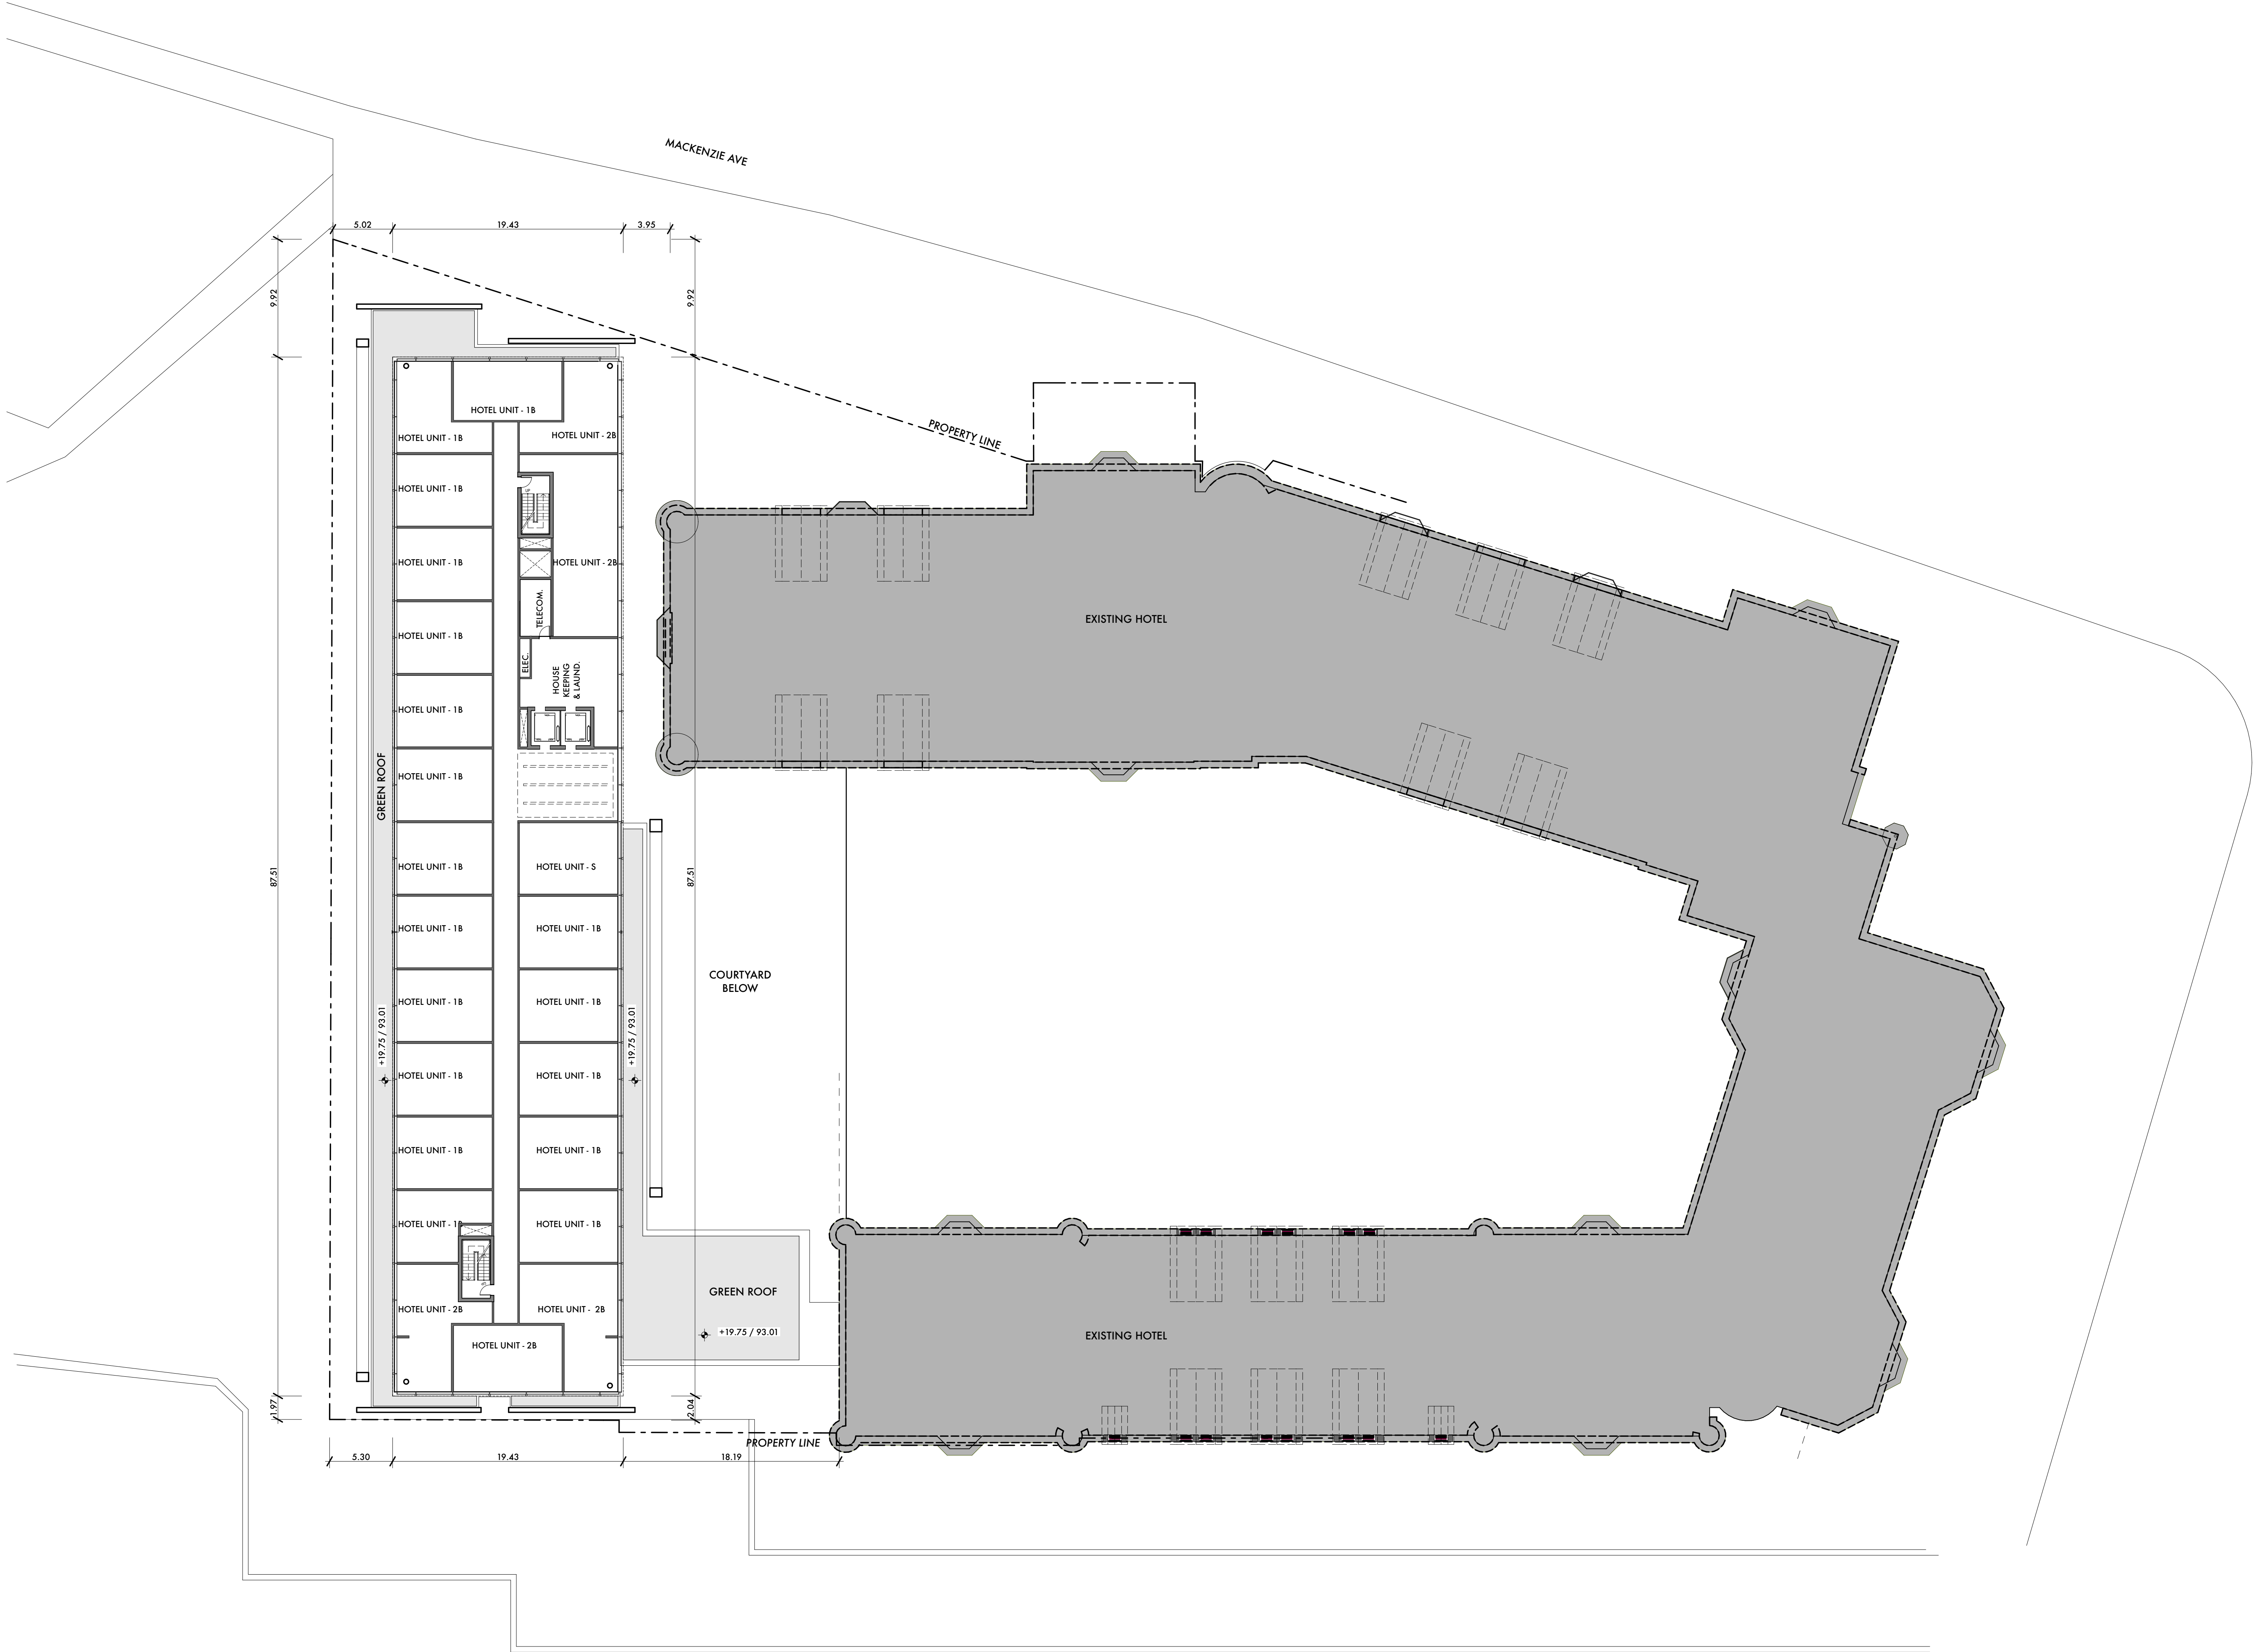 MACKENZIE AVE
5.02
19.43
3.95
9.92
9.92
HOTEL UNIT - 1B
HOTEL UNIT - 1B
HOTEL UNIT - 2B
PROPERTY LINE
HOTEL UNIT - 1B
UP
HOTEL UNIT - 1B
HOTEL UNIT - 2B
TELECOM.
EXISTING HOTEL
HOTEL UNIT - 1B
ELEC.
HOUSE
KEEPING
& LAUND.
HOTEL UNIT - 1B
GREEN ROOF
HOTEL UNIT - 1B
HOTEL UNIT - 1B
HOTEL UNIT - S
87.51
87.51
HOTEL UNIT - 1B
HOTEL UNIT - 1B
COURTYARD
BELOW
HOTEL UNIT - 1B
HOTEL UNIT - 1B
+19.75 / 93.01
+19.75 / 93.01
HOTEL UNIT - 1B
HOTEL UNIT - 1B
HOTEL UNIT - 1B
HOTEL UNIT - 1B
HOTEL UNIT - 1B
HOTEL UNIT - 1B
GREEN ROOF
HOTEL UNIT - 2B
HOTEL UNIT - 2B
+19.75 / 93.01
EXISTING HOTEL
HOTEL UNIT - 2B
1.97
2.04
PROPERTY LINE
5.30
19.43
18.19